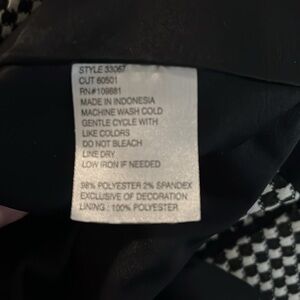 STYLE 33067
CUT 60501
RN#109881
MADE IN INDONESIA
MACHINE WASH COLD
GENTLE CYCLE WITH
LIKE COLORS
DO NOT BLEACH
LINE DRY
LOW IRON IF NEEDED
98% POLYESTER 2% SPANDEX
EXCLUSIVE OF DECORATION
LINING : 100% POLYESTER